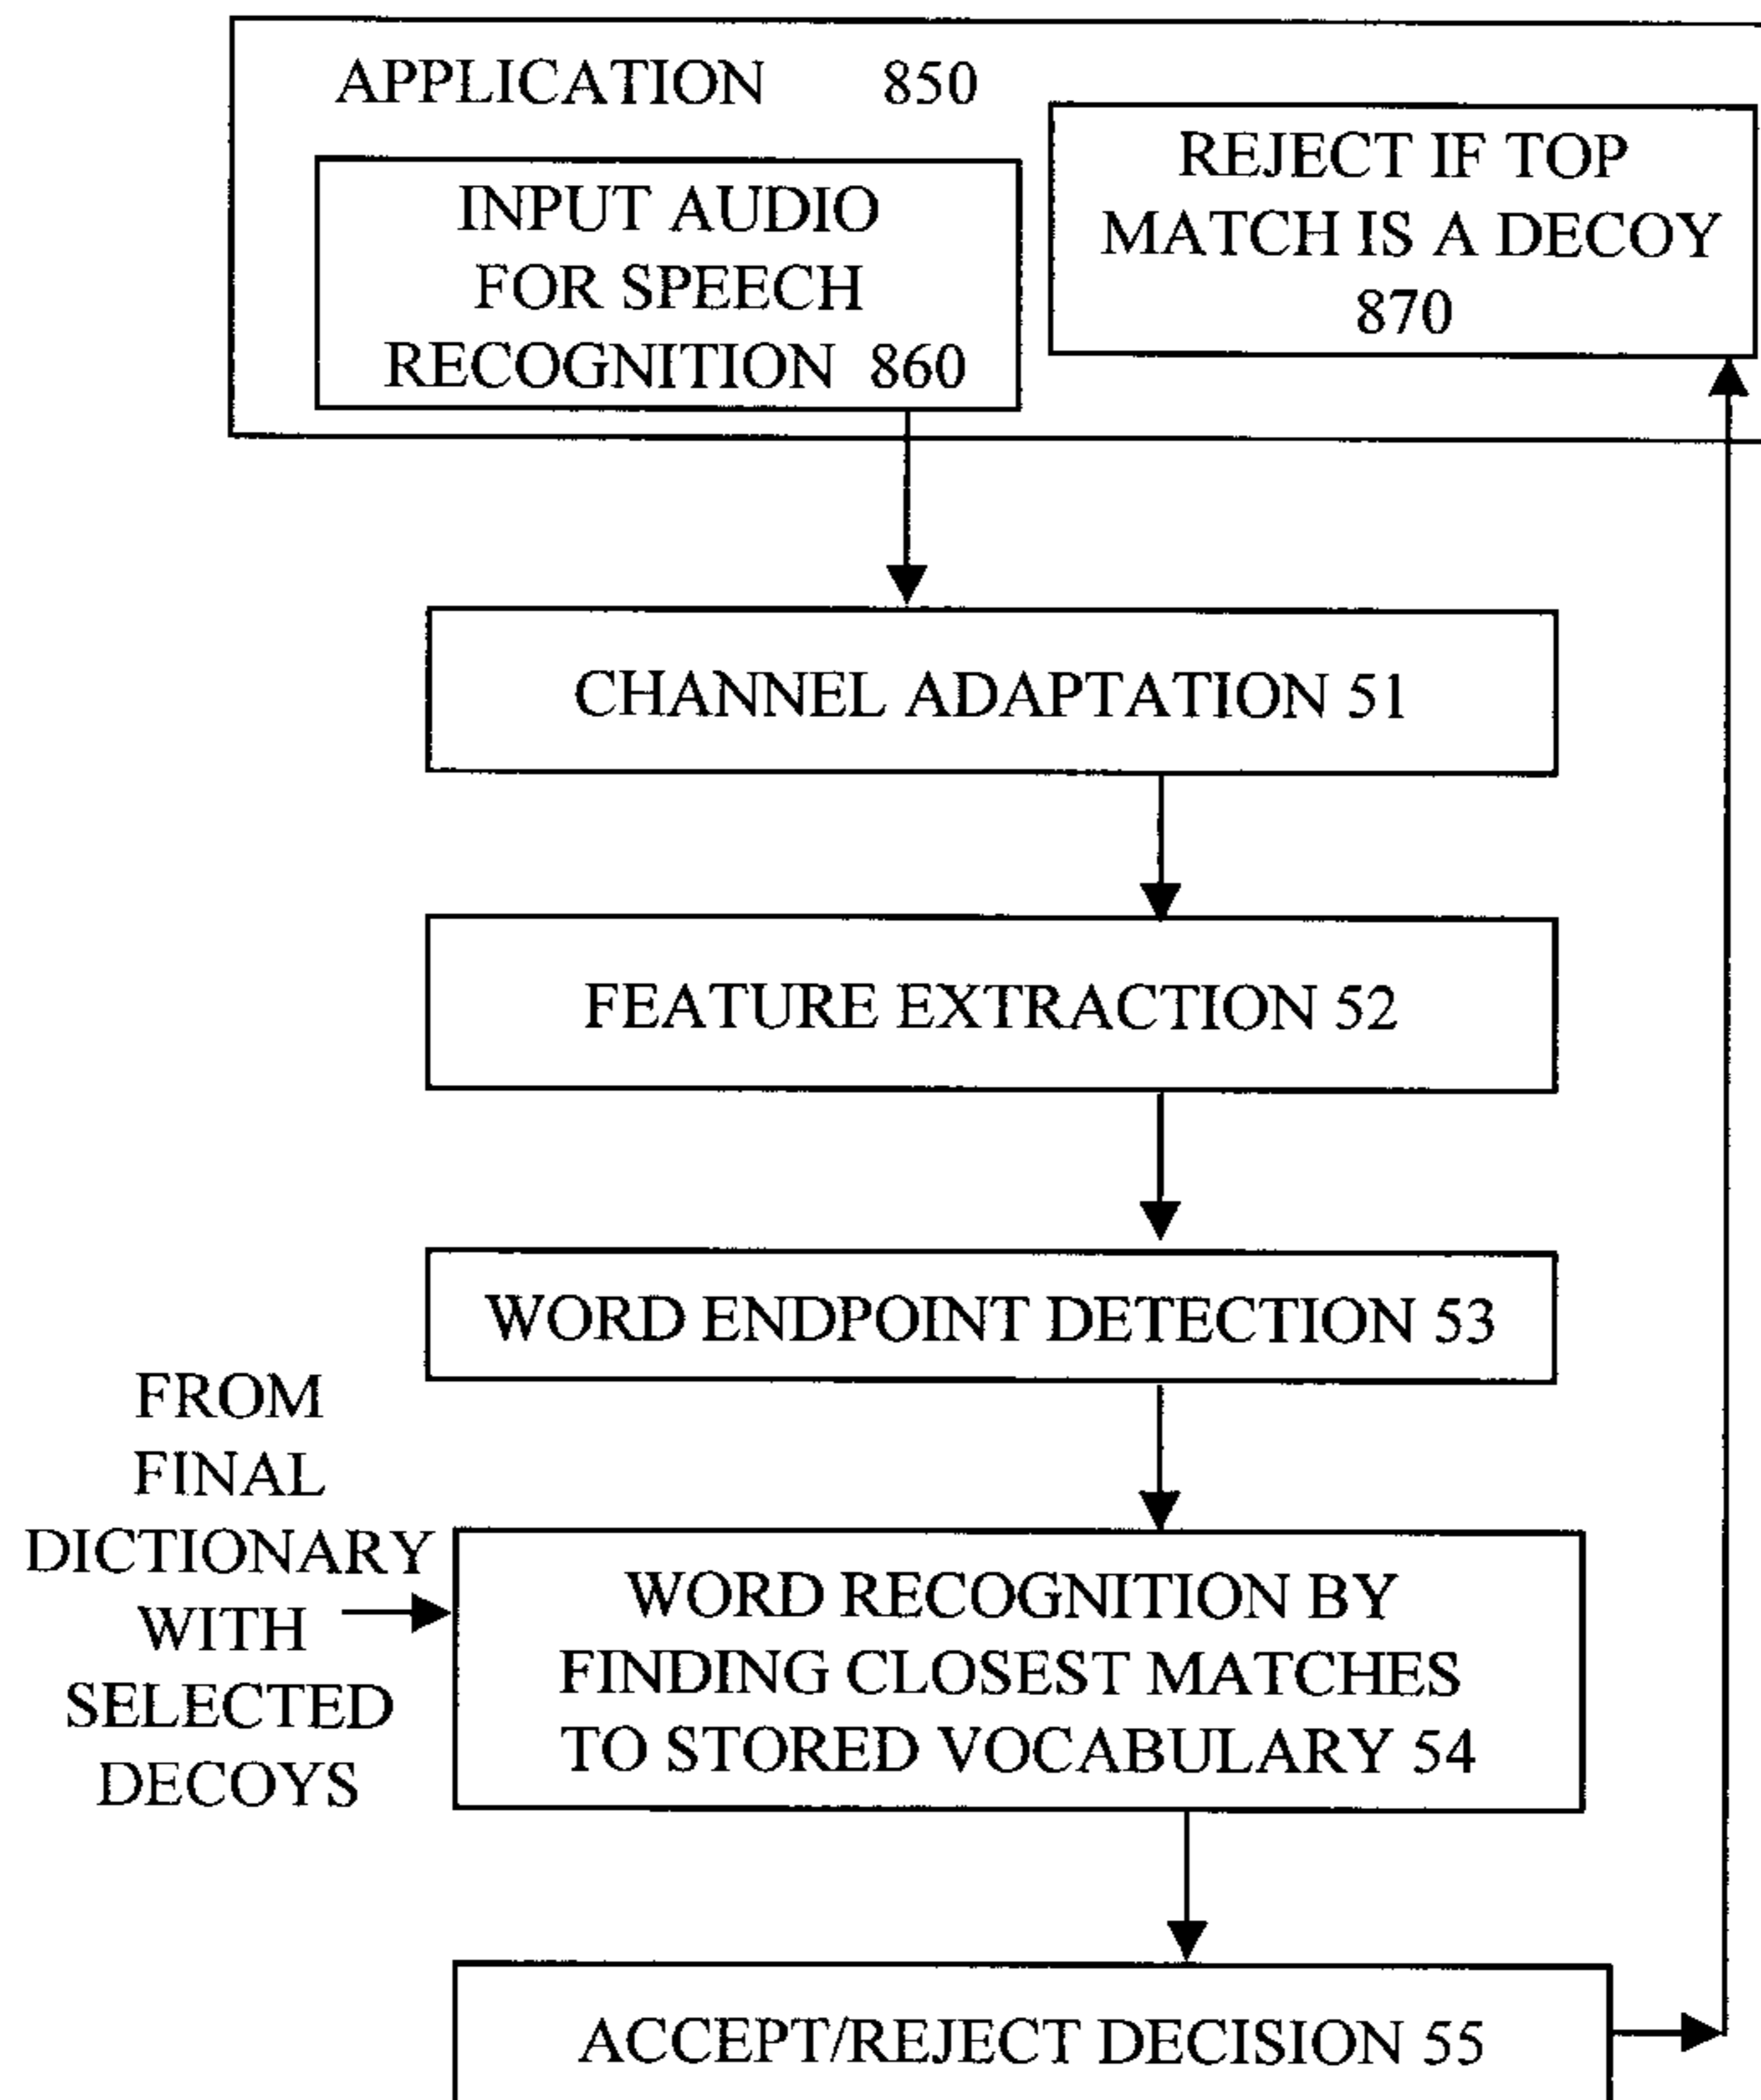 APPLICATION 850
INPUT AUDIO
FOR SPEECH
RECOGNITION 860
REJECT IF TOP
MATCH IS A DECOY
870
CHANNEL ADAPTATION 51
FEATURE EXTRACTION 52
WORD ENDPOINT DETECTION 53
FROM
FINAL
DICTIONARY
WITH
SELECTED
DECOYS
WORD RECOGNITION BY
FINDING CLOSEST MATCHES
TO STORED VOCABULARY 54
ACCEPT/REJECT DECISION 55